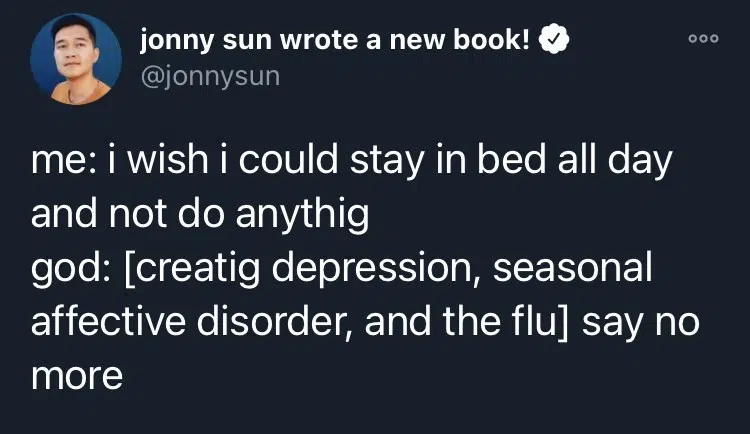 jonny sun wrote a new book!
@jonnysun
me: i wish i could stay in bed all day
and not do anythig
god: [creatig depression, seasonal
affective disorder, and the flu] say no
more